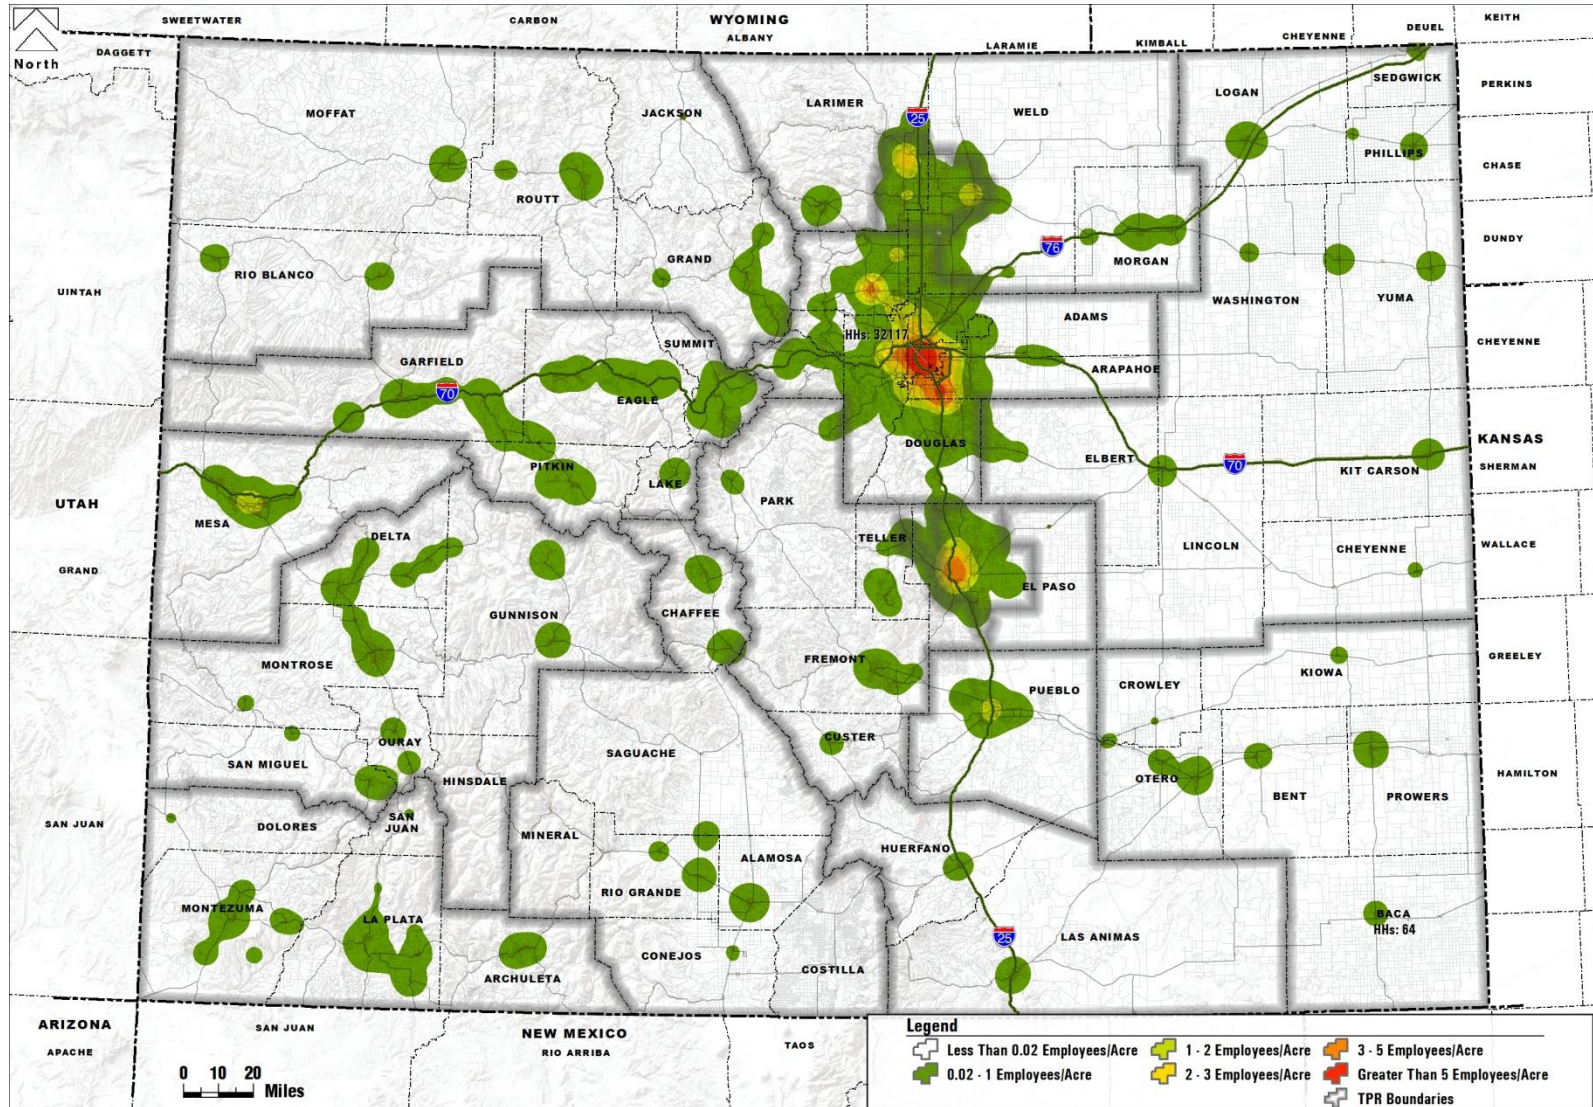 SWEETWATER
CARBON
WYOMING
ALBANY
LARAMIE
KIMBALL
CHEYENNE
DEUEL
KEITH
North
DAGGETT
MOFFAT
JACKSON
LARIMER
25
WELD
LOGAN
SEDGWICK
PERKINS
PHILLIPS
CHASE
ROUTT
UINTAH
RIO BLANCO
GRAND
76
MORGAN
WASHINGTON
YUMA
DUNDY
ADAMS
HHs: 32117
SUMMIT
GARFIELD
ARAPAHOE
CHEYENNE
70
EAGLE
DOUGLAS
ELBERT
70
KIT CARSON
KANSAS
SHERMAN
PITKIN
LAKE
PARK
UTAH
MESA
DELTA
TELLER
LINCOLN
CHEYENNE
WALLACE
GRAND
GUNNISON
CHAFFEE
EL PASO
MONTROSE
FREMONT
PUEBLO
CROWLEY
KIOWA
GREELEY
OURAY
SAN MIGUEL
SAGUACHE
CUSTER
HINSDALE
OTERO
BENT
PROWERS
HAMILTON
SAN JUAN
DOLORES
SAN
JUAN
MINERAL
ALAMOSA
HUERFANO
RIO GRANDE
MONTEZUMA
LA PLATA
BACA
HHs: 64
25
LAS ANIMAS
ARCHULETA
CONEJOS
COSTILLA
ARIZONA
APACHE
SAN JUAN
NEW MEXICO
RIO ARRIBA
TAOS
0 10 20
Miles
Legend
Less Than 0.02 Employees/Acre
0.02 - 1 Employees/Acre
1 - 2 Employees/Acre
2 - 3 Employees/Acre
3 - 5 Employees/Acre
Greater Than 5 Employees/Acre
TPR Boundaries